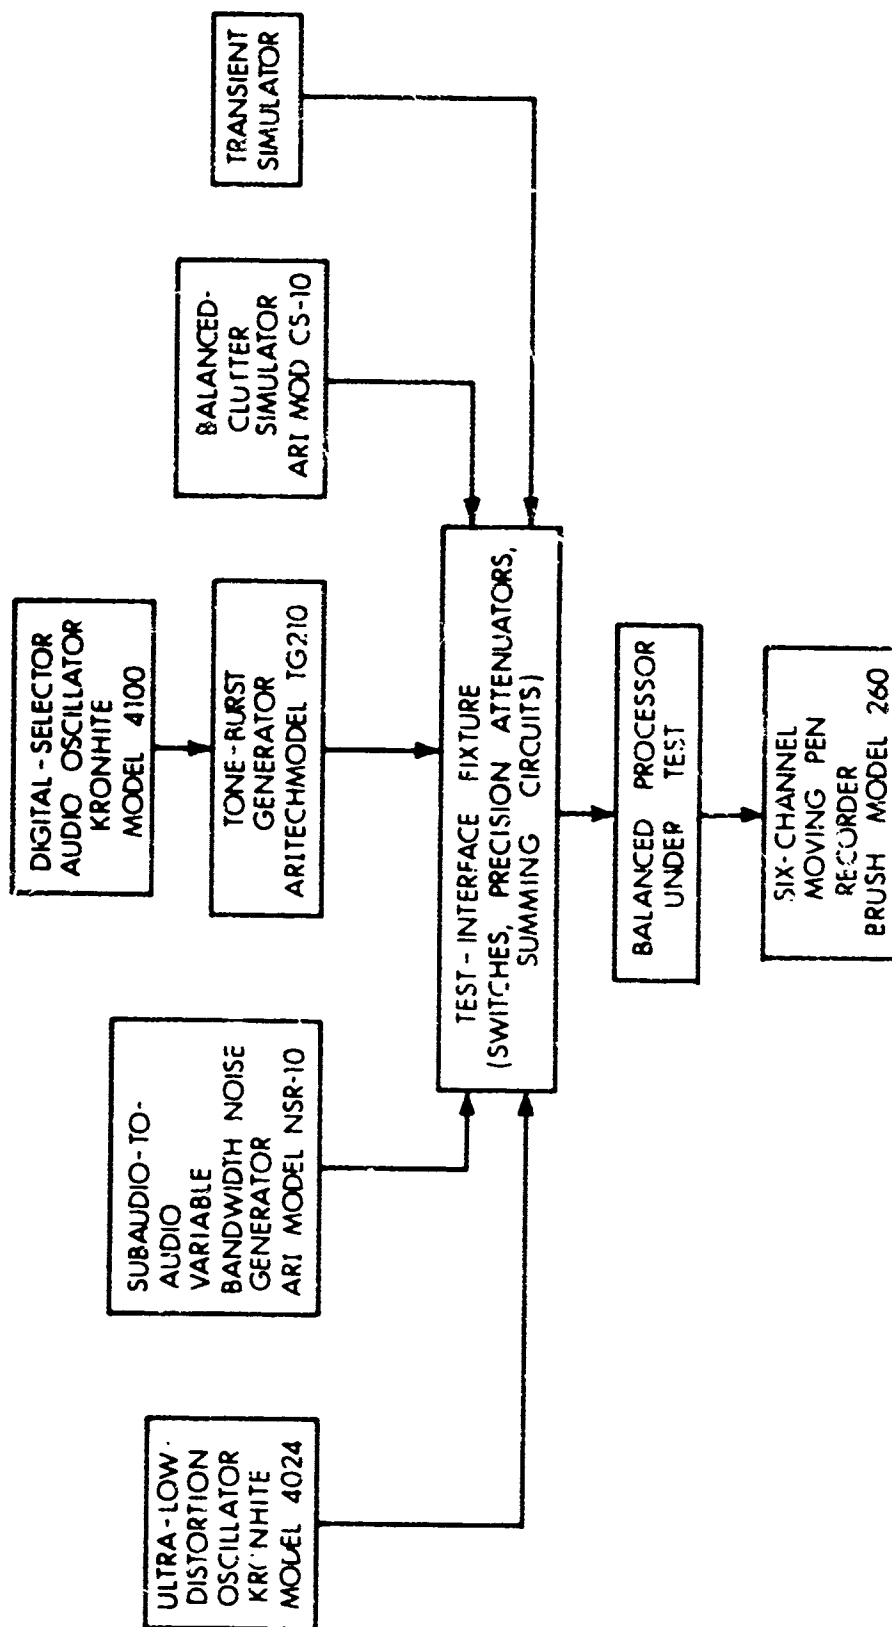 DIGITAL-SELECTOR
AUDIO OSCILLATOR
KRONHITE
MODEL 4100
TRANSIENT
SIMULATOR
BALANCED-
CLUTTER
SIMULATOR
ARI MOD CS-10
TONE-BURST
GENERATOR
ARITECHMODEL TG210
SUBAUDIO-TO-
AUDIO
VARIABLE
BANDWIDTH NOISE
GENERATOR
ARI MODEL NSR-10
ULTRA-LOW-
DISTORTION
OSCILLATOR
KRONHITE
MODEL 4024
TEST-INTERFACE FIXTURE
(SWITCHES, PRECISION ATTENUATORS,
SUMMING CIRCUITS)
BALANCED PROCESSOR
UNDER TEST
SIX-CHANNEL
MOVING PEN
RECORDER
BRUSH MODEL 260